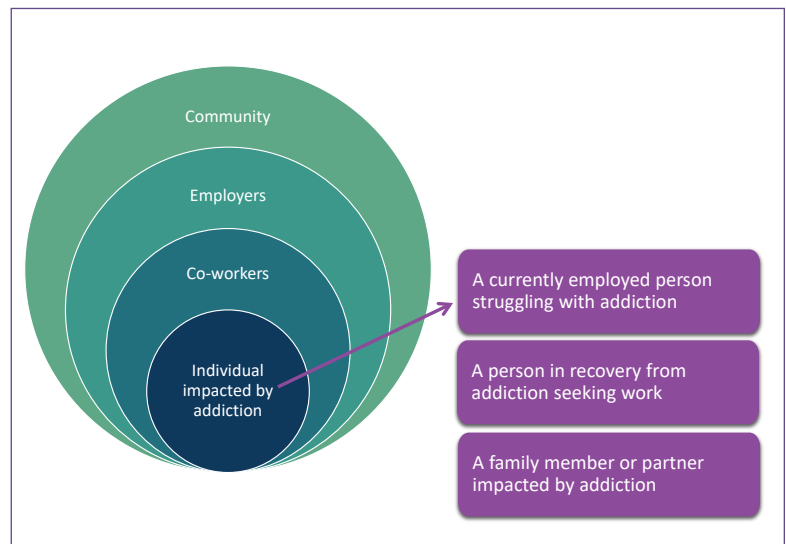 Community
Employers
Co-workers
Individual
impacted by
addiction
A currently employed person
struggling with addiction
A person in recovery from
addiction seeking work
A family member or partner
impacted by addiction